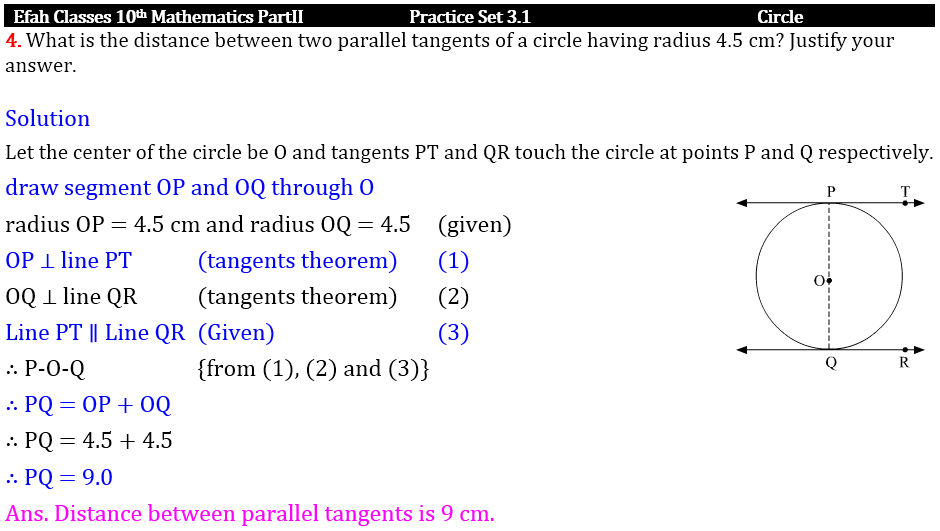 Efah Classes 10th Mathematics PartII Practice Set 3.1 Circle
4. What is the distance between two parallel tangents of a circle having radius 4.5 cm? Justify your
answer.
Solution
Let the center of the circle be O and tangents PT and QR touch the circle at points P and Q respectively.
draw segment OP and OQ through O
radius OP = 4.5 cm and radius OQ = 4.5 (given)
OP ⊥ line PT (tangents theorem) (1)
OQ ⊥ line QR (tangents theorem) (2)
Line PT ∥ Line QR (Given) (3)
∴ P-O-Q {from (1), (2) and (3)}
∴ PQ = OP + OQ
∴ PQ = 4.5 + 4.5
∴ PQ = 9.0
Ans. Distance between parallel tangents is 9 cm.
P T
O
Q R